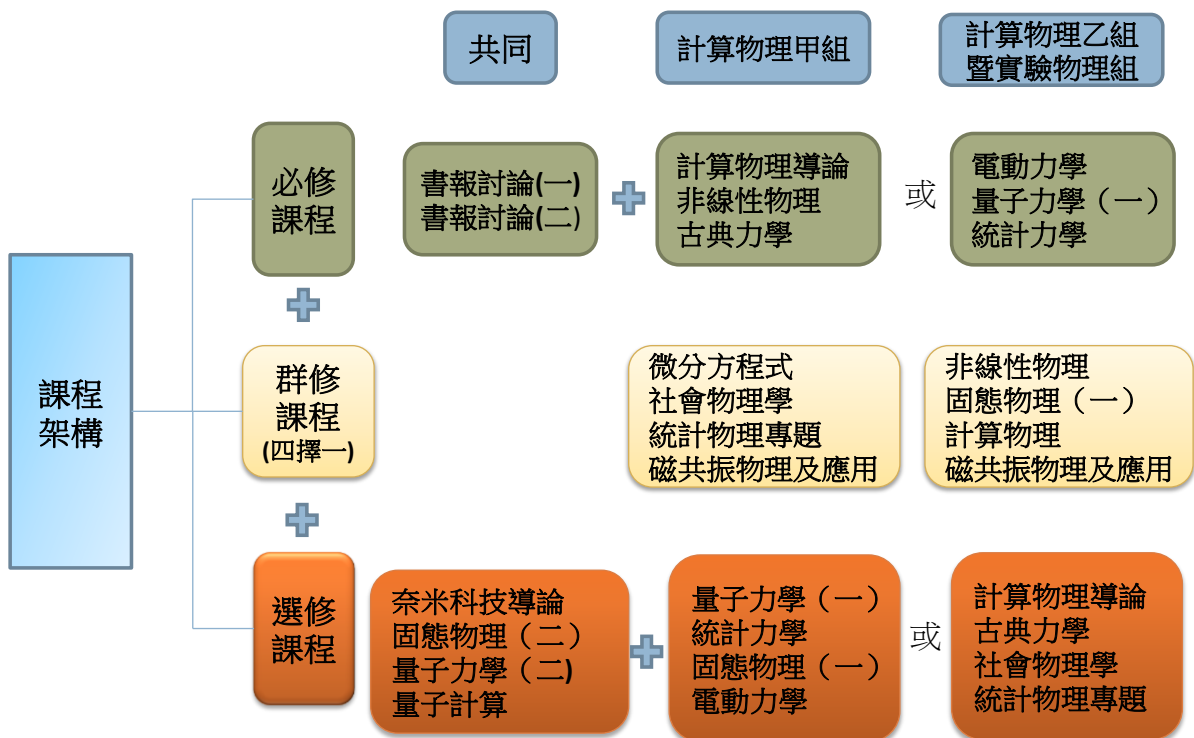 共同
計算物理甲組
計算物理乙組
暨實驗物理組
課程
架構
必修
課程
書報討論(一)
書報討論(二)
計算物理導論
非線性物理
古典力學
或
電動力學
量子力學（一）
統計力學
群修
課程
(四擇一)
微分方程式
社會物理學
統計物理專題
磁共振物理及應用
非線性物理
固態物理（一）
計算物理
磁共振物理及應用
選修
課程
奈米科技導論
固態物理（二）
量子力學（二)
量子計算
量子力學（一）
統計力學
固態物理（一）
電動力學
或
計算物理導論
古典力學
社會物理學
統計物理專題